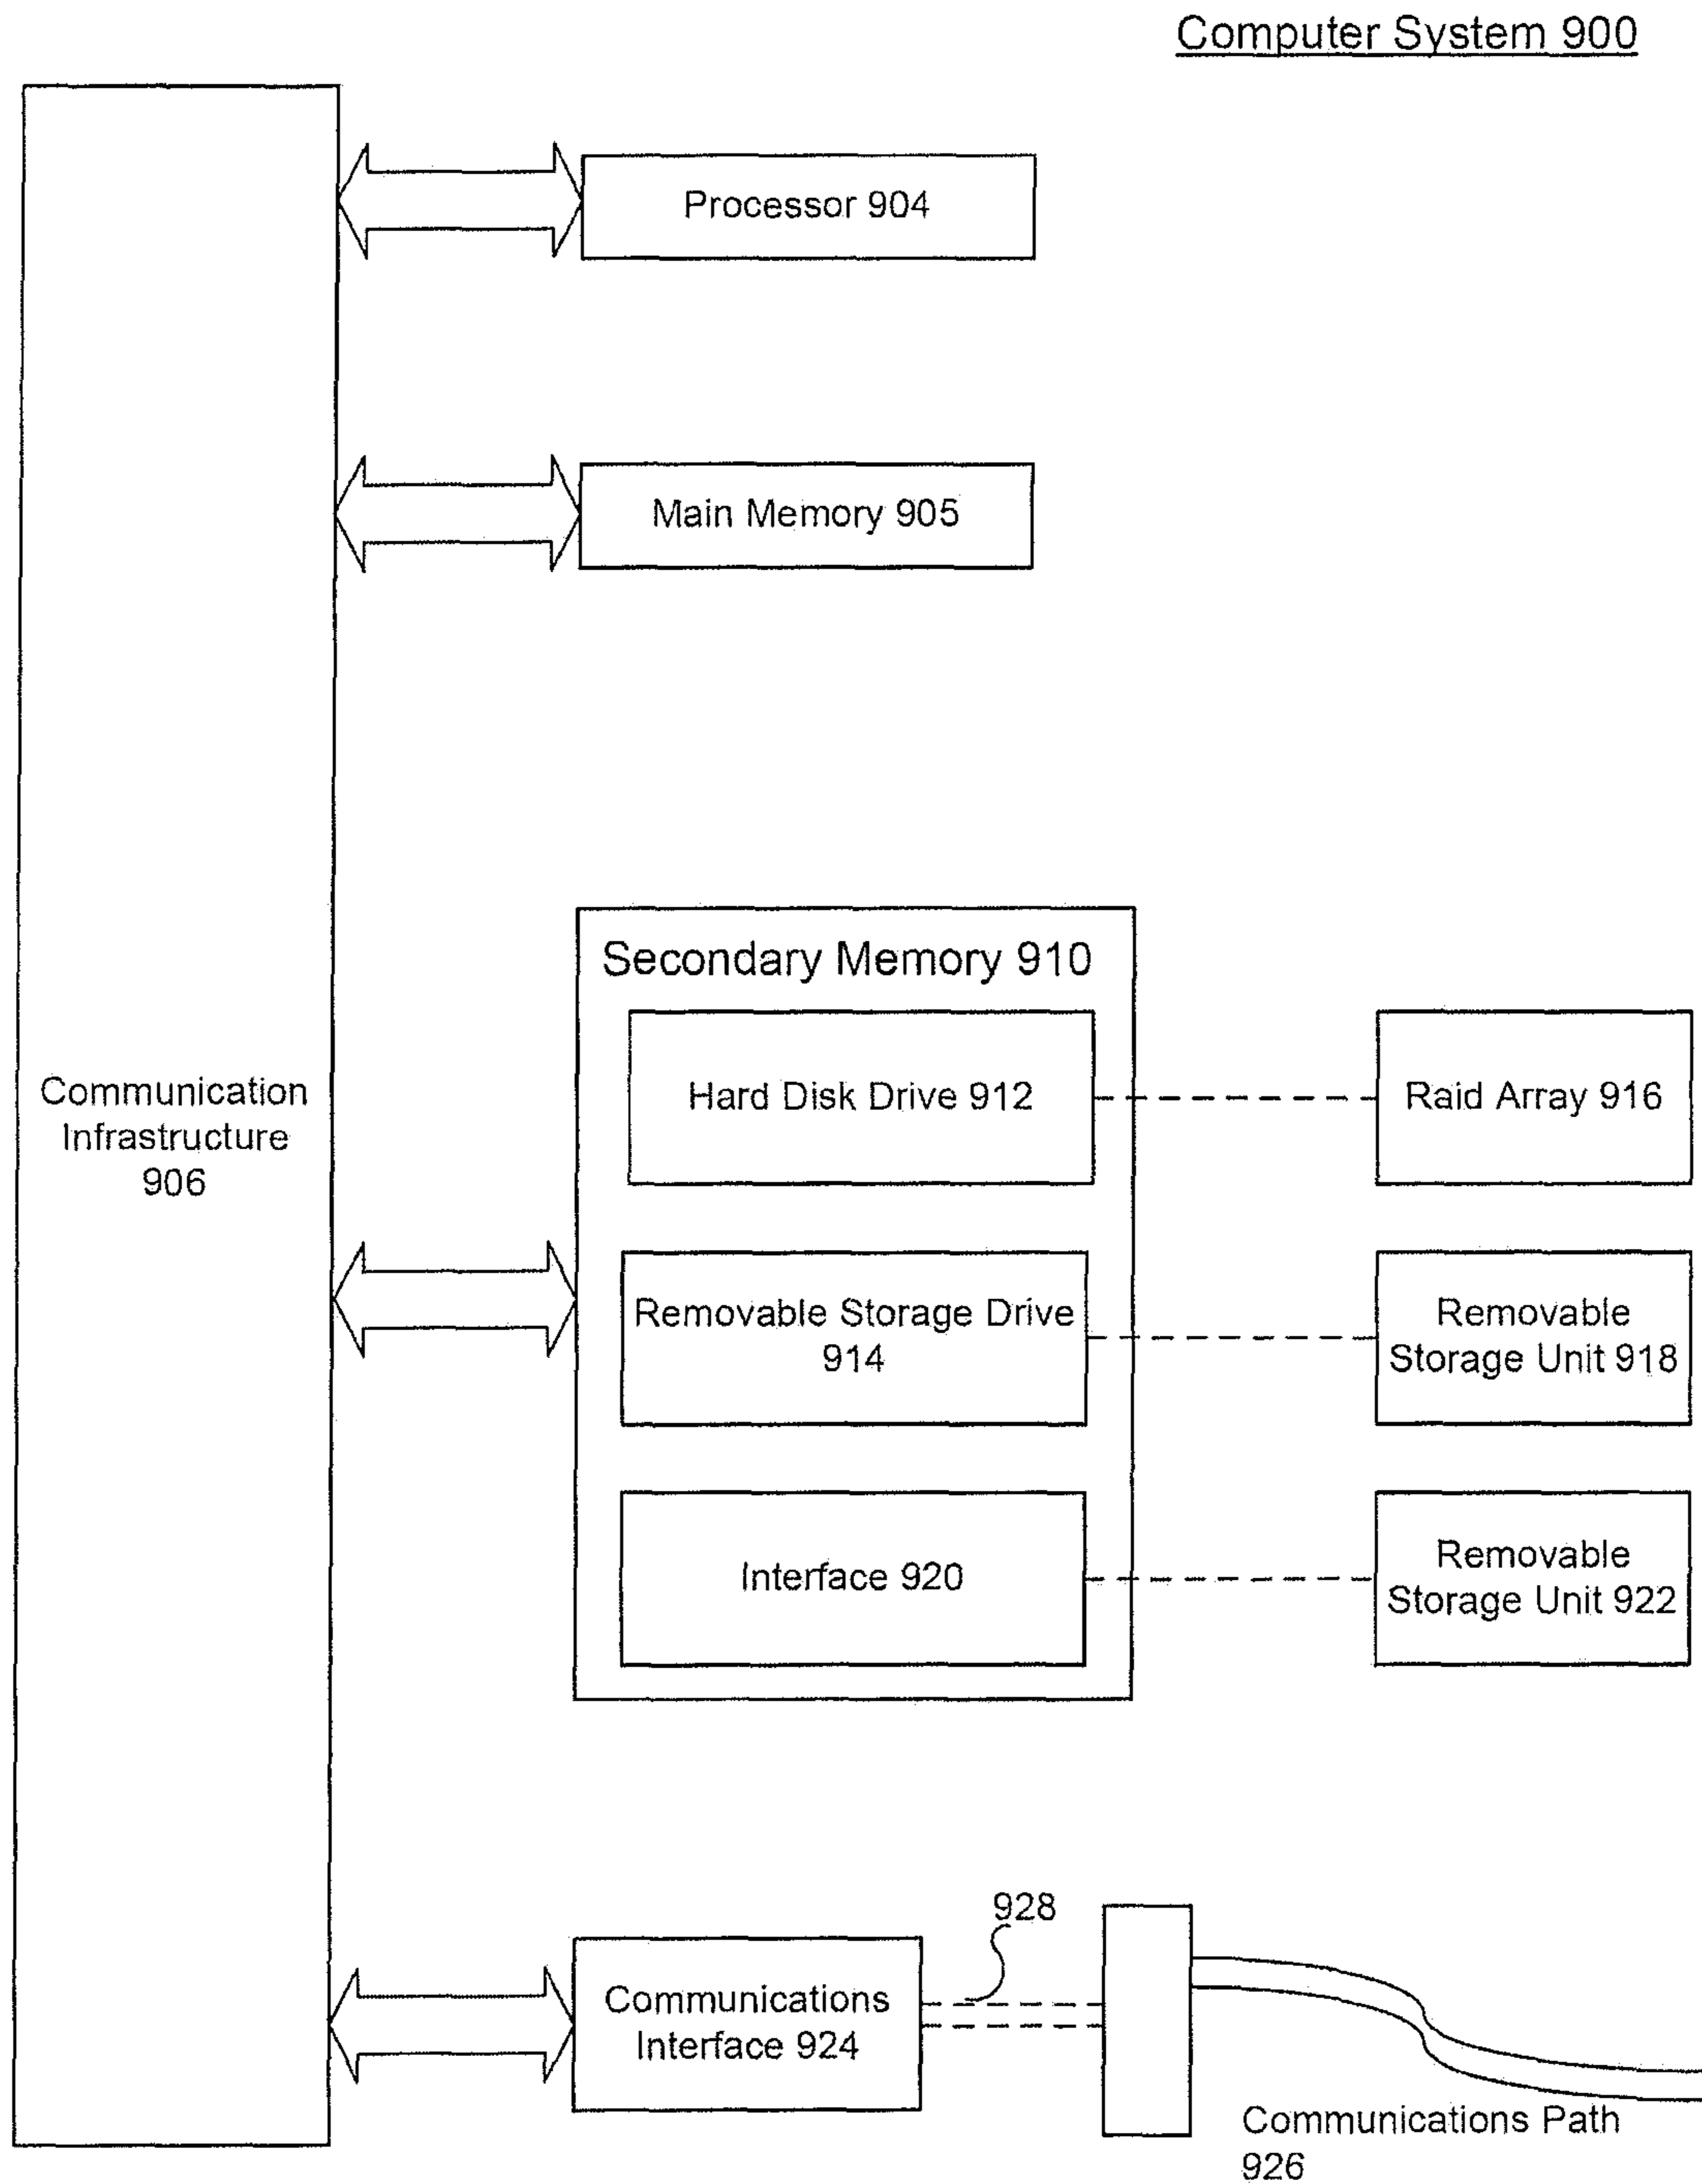 Computer System 900
Processor 904
Main Memory 905
Communication
Infrastructure
906
Secondary Memory 910
Hard Disk Drive 912
Raid Array 916
Removable Storage Drive
914
Removable
Storage Unit 918
Interface 920
Removable
Storage Unit 922
928
Communications
Interface 924
Communications Path
926